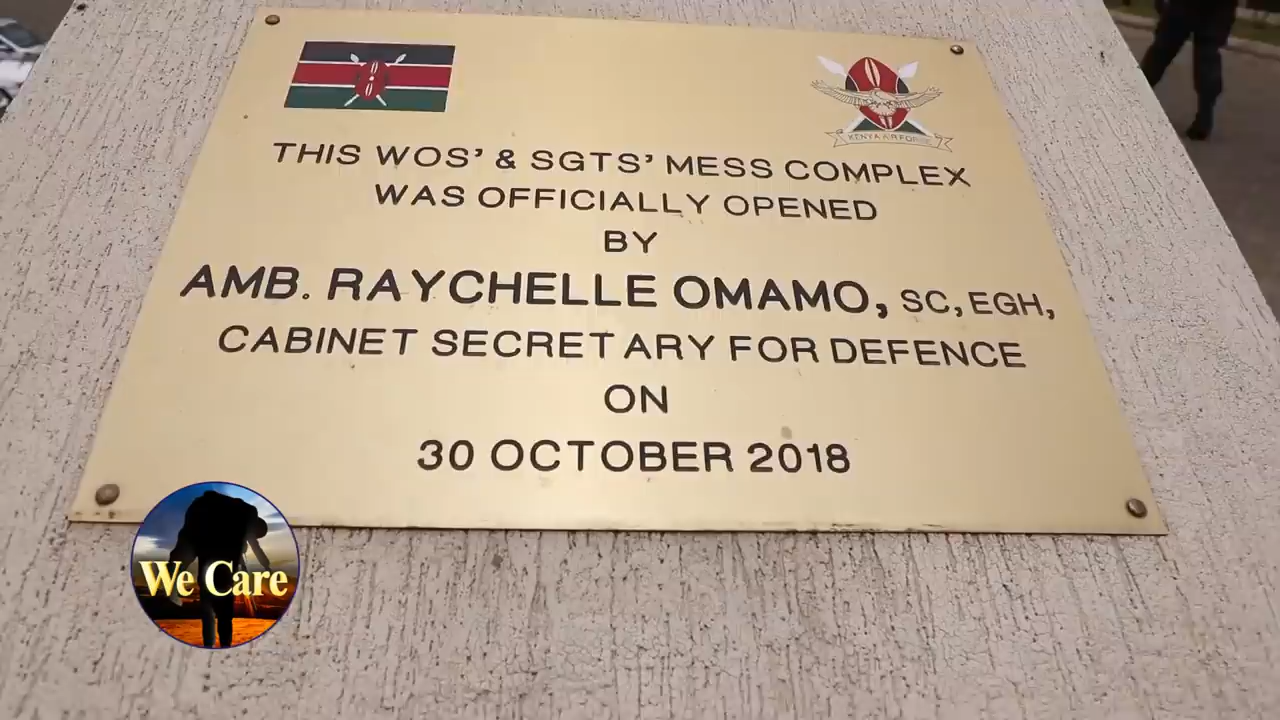 KENYA AIR FORCE
THIS WOS' & SGTS' MESS COMPLEX
WAS OFFICIALLY OPENED
BY
AMB. RAYCHELLE OMAMO, SC, EGH,
CABINET SECRETARY FOR DEFENCE
ON
30 OCTOBER 2018
We Care